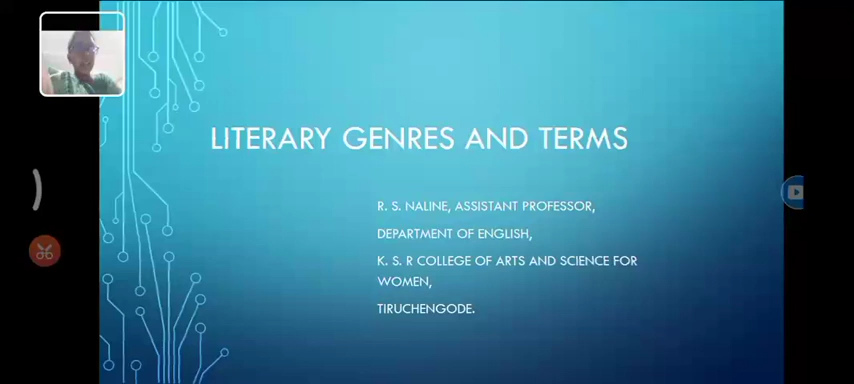 LITERARY GENRES AND TERMS
R. S. NALINE, ASSISTANT PROFESSOR,
DEPARTMENT OF ENGLISH,
K. S. R COLLEGE OF ARTS AND SCIENCE FOR
WOMEN,
TIRUCHENGODE.